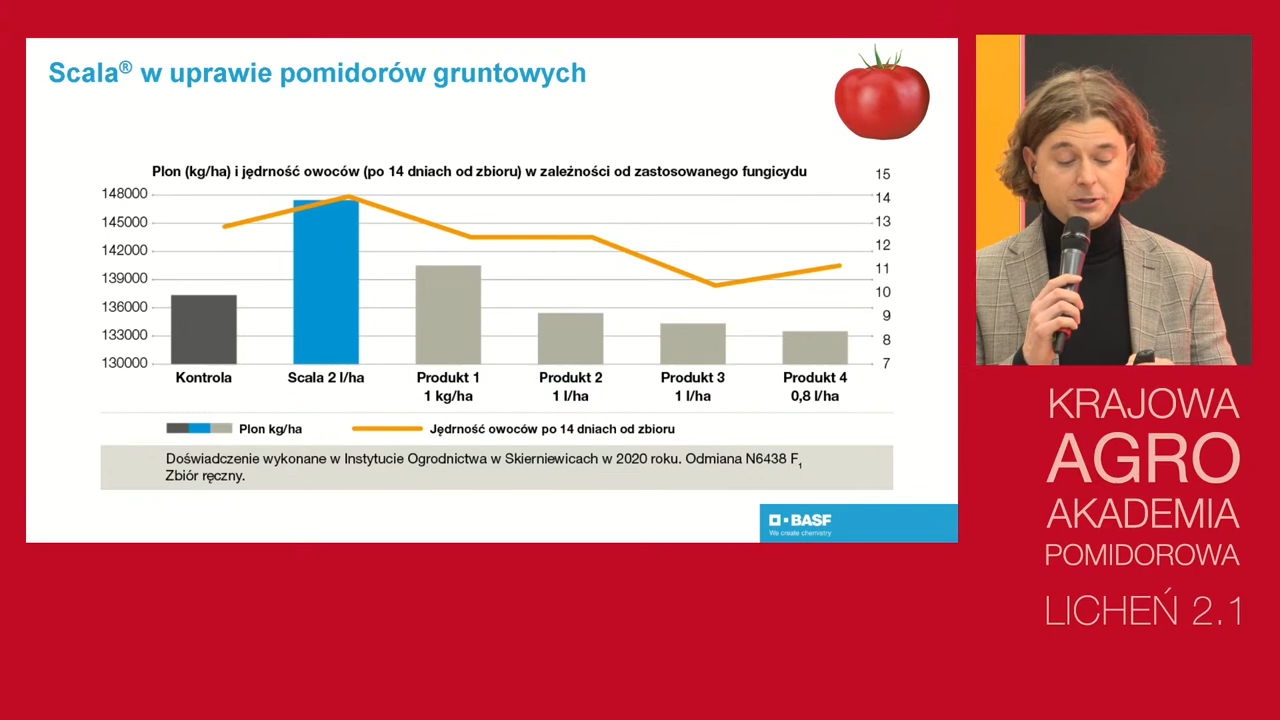 Scala® w uprawie pomidorów gruntowych
Plon (kg/ha) i jędrność owoców (po 14 dniach od zbioru) w zależności od zastosowanego fungicydu
148000
145000
142000
139000
136000
133000
130000
15
14
13
12
11
10
9
8
7
Kontrola
Scala 2 l/ha
Produkt 1
1 kg/ha
Produkt 2
1 l/ha
Produkt 3
1 l/ha
Produkt 4
0,8 l/ha
Plon kg/ha
Jędrność owoców po 14 dniach od zbioru
Doświadczenie wykonane w Instytucie Ogrodnictwa w Skierniewicach w 2020 roku. Odmiana N6438 F₁
Zbiór ręczny.
BASF
We create chemistry
KRAJOWA
AGRO
AKADEMIA
POMIDOROWA
LICHEŃ 2.1